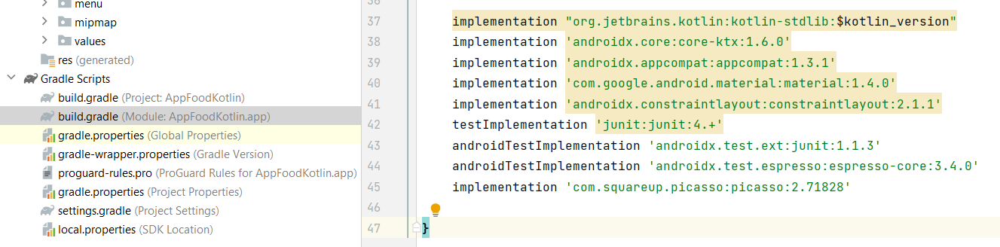 menu
mipmap
values
res (generated)
Gradle Scripts
build.gradle (Project: AppFoodKotlin)
build.gradle (Module: AppFoodKotlin.app)
gradle.properties (Global Properties)
gradle-wrapper.properties (Gradle Version)
proguard-rules.pro (ProGuard Rules for AppFoodKotlin.app)
gradle.properties (Project Properties)
settings.gradle (Project Settings)
local.properties (SDK Location)
36
37 implementation "org.jetbrains.kotlin:kotlin-stdlib:$kotlin_version"
38 implementation 'androidx.core:core-ktx:1.6.0'
39 implementation 'androidx.appcompat:appcompat:1.3.1'
40 implementation 'com.google.android.material:material:1.4.0'
41 implementation 'androidx.constraintlayout:constraintlayout:2.1.1'
42 testImplementation 'junit:junit:4.+'
43 androidTestImplementation 'androidx.test.ext:junit:1.1.3'
44 androidTestImplementation 'androidx.test.espresso:espresso-core:3.4.0'
45 implementation 'com.squareup.picasso:picasso:2.71828'
46
47 }